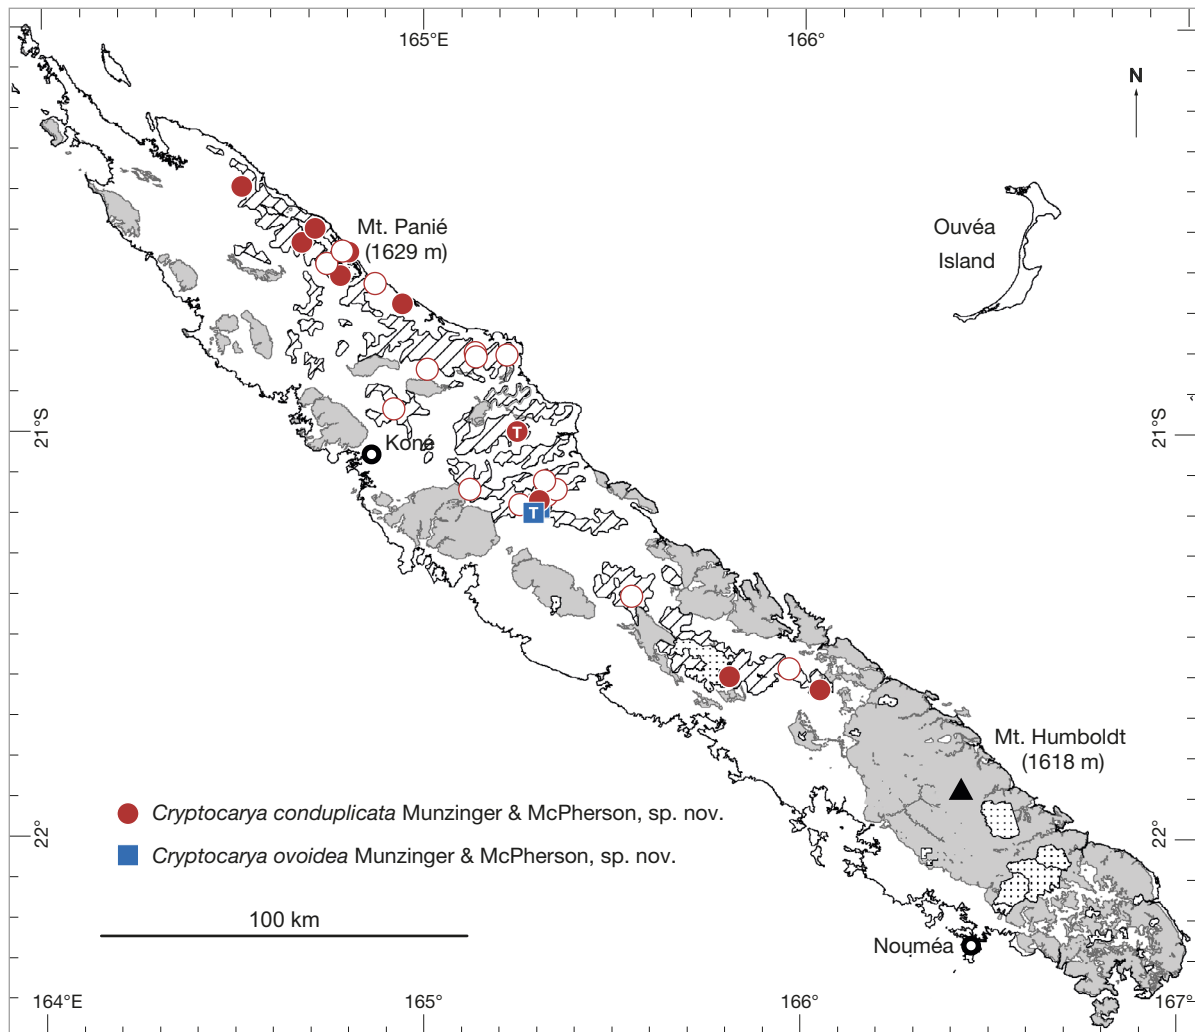 165°E
166°
N
Mt. Panié
(1629 m)
Ouvéa
Island
21°S
21°S
T
Koné
T
Mt. Humboldt
(1618 m)
Cryptocarya conduplicata Munzinger & McPherson, sp. nov.
22°
22°
Cryptocarya ovoidea Munzinger & McPherson, sp. nov.
100 km
Nouméa
164°E
165°
166°
167°